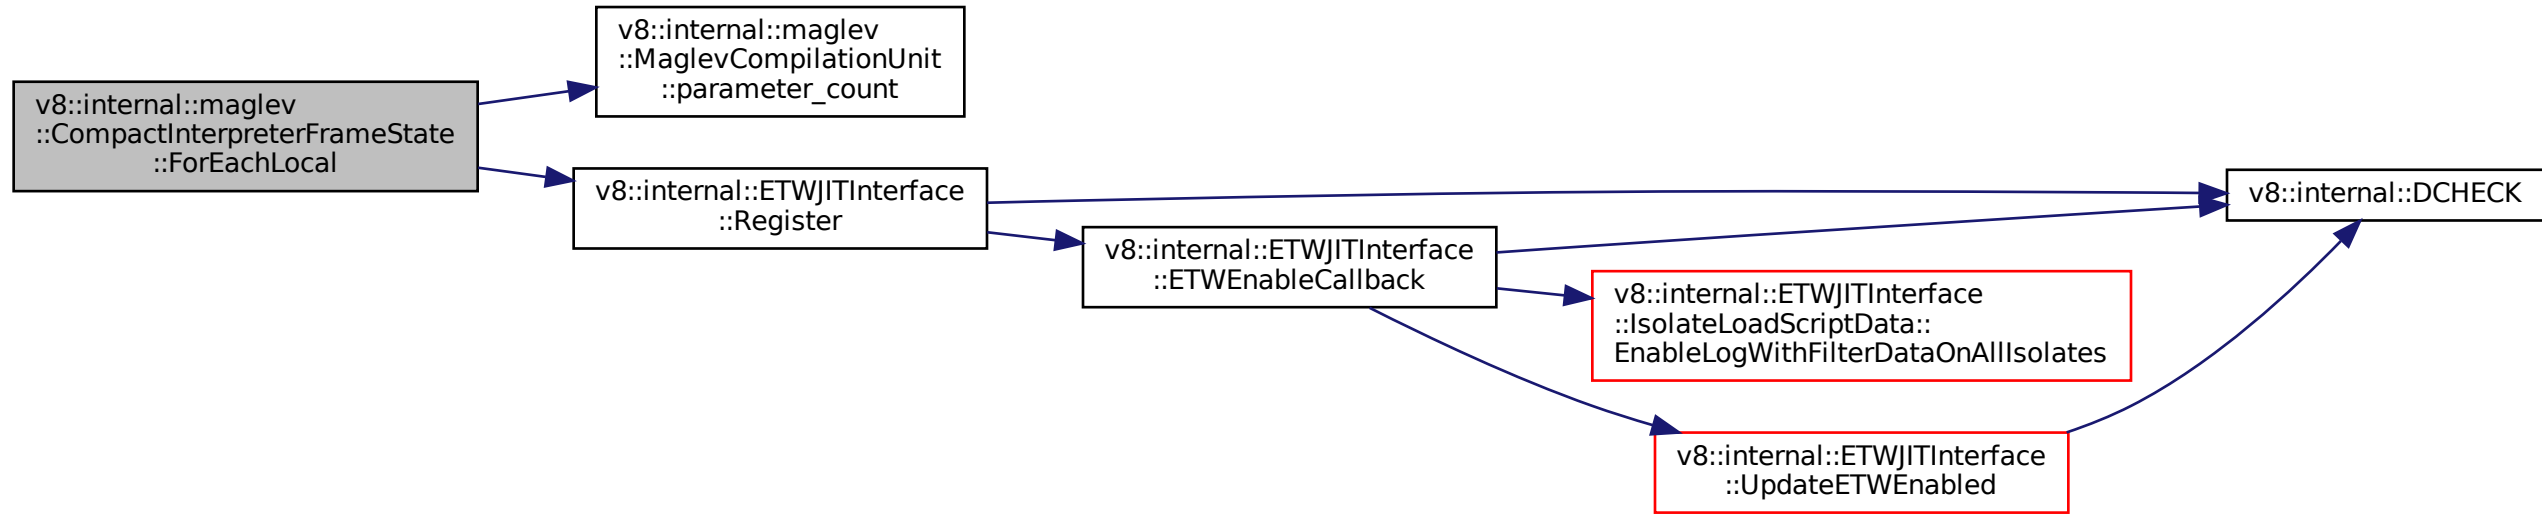 v8::internal::maglev
::MaglevCompilationUnit
::parameter_count
v8::internal::maglev
::CompactInterpreterFrameState
::ForEachLocal
v8::internal::ETWJITInterface
::Register
v8::internal::DCHECK
v8::internal::ETWJITInterface
::ETWEnableCallback
v8::internal::ETWJITInterface
::IsolateLoadScriptData::
EnableLogWithFilterDataOnAllIsolates
v8::internal::ETWJITInterface
::UpdateETWEnabled